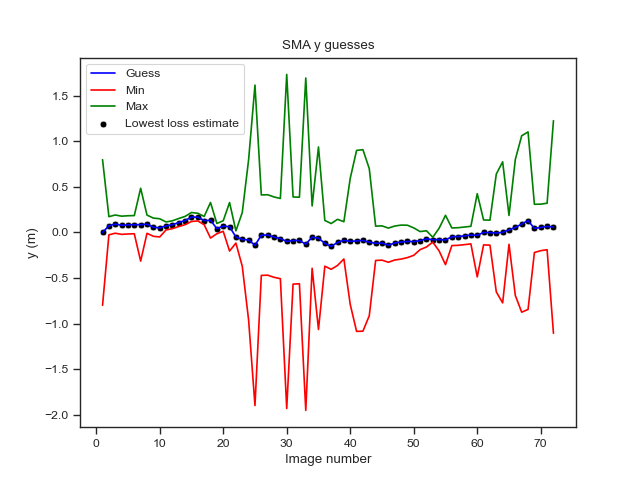 SMA y guesses
Guess
Min
Max
Lowest loss estimate
1.5
1.0
0.5
0.0
−0.5
−1.0
−1.5
−2.0
y (m)
0 10 20 30 40 50 60 70
Image number